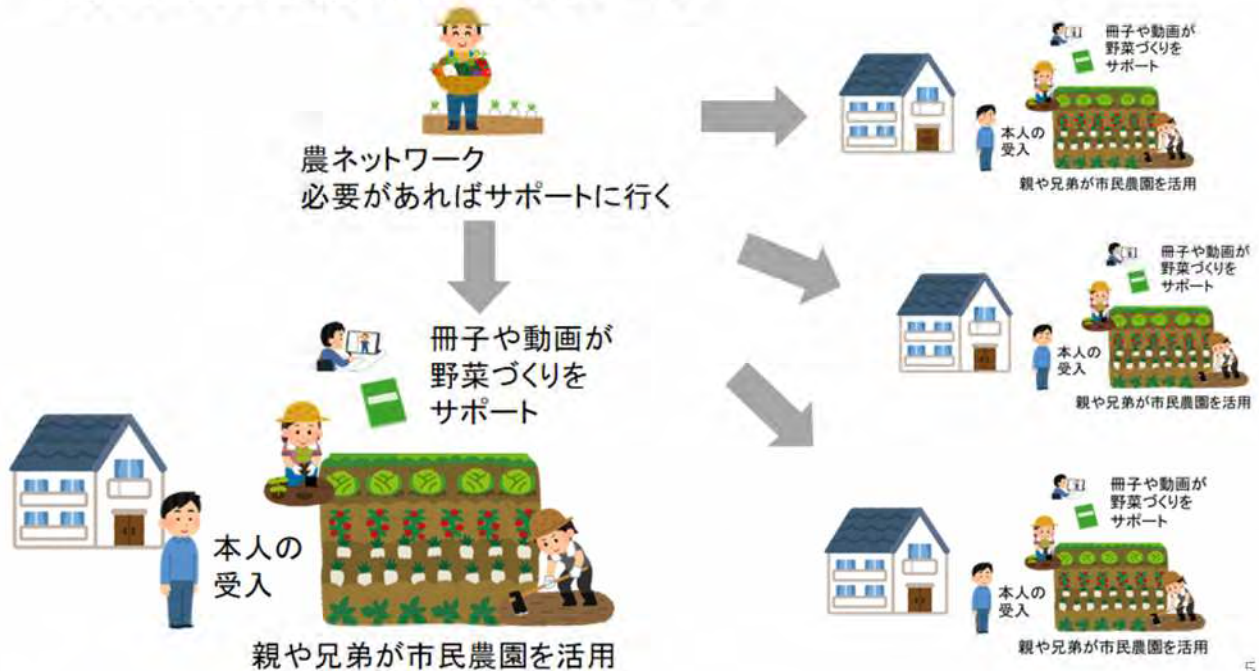 農ネットワーク
必要があればサポートに行く
冊子や動画が
野菜づくりを
サポート
本人の
受入
親や兄弟が市民農園を活用
冊子や動画が
野菜づくりを
サポート
本人の
受入
親や兄弟が市民農園を活用
冊子や動画が
野菜づくりを
サポート
本人の
受入
親や兄弟が市民農園を活用
冊子や動画が
野菜づくりを
サポート
本人の
受入
親や兄弟が市民農園を活用
5